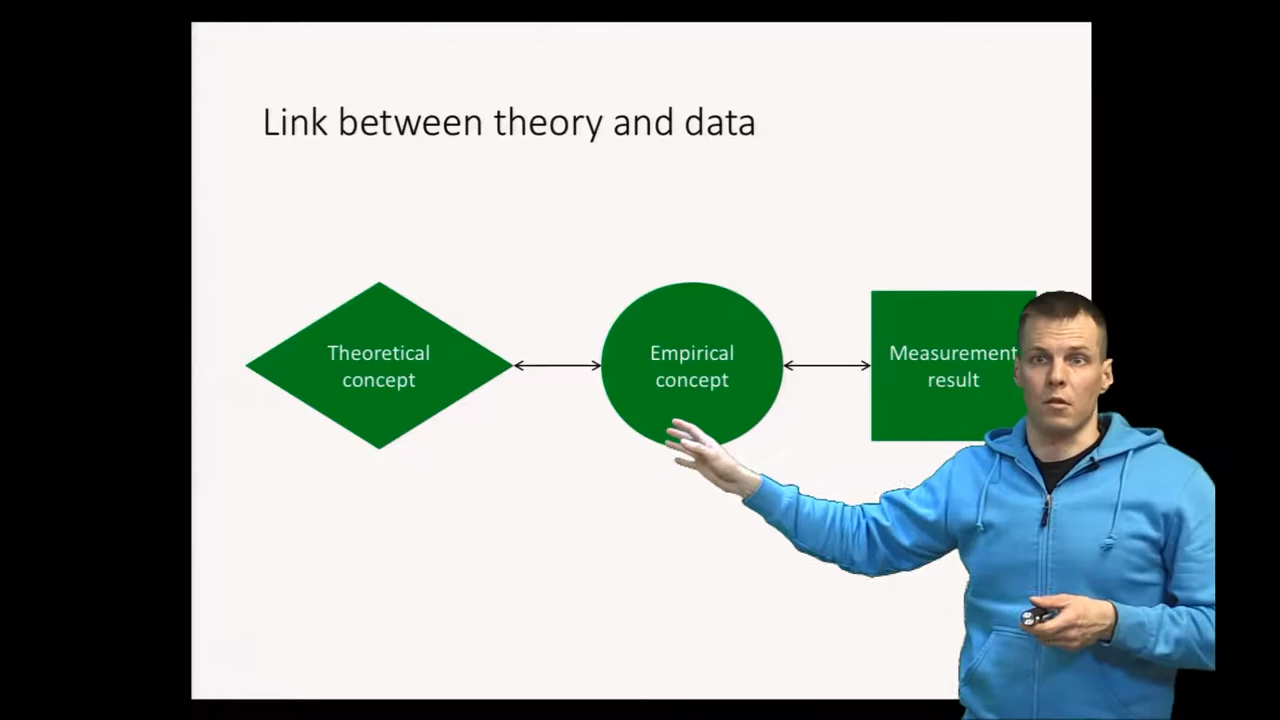 Link between theory and data
Theoretical
concept
Empirical
concept
Measurement
result